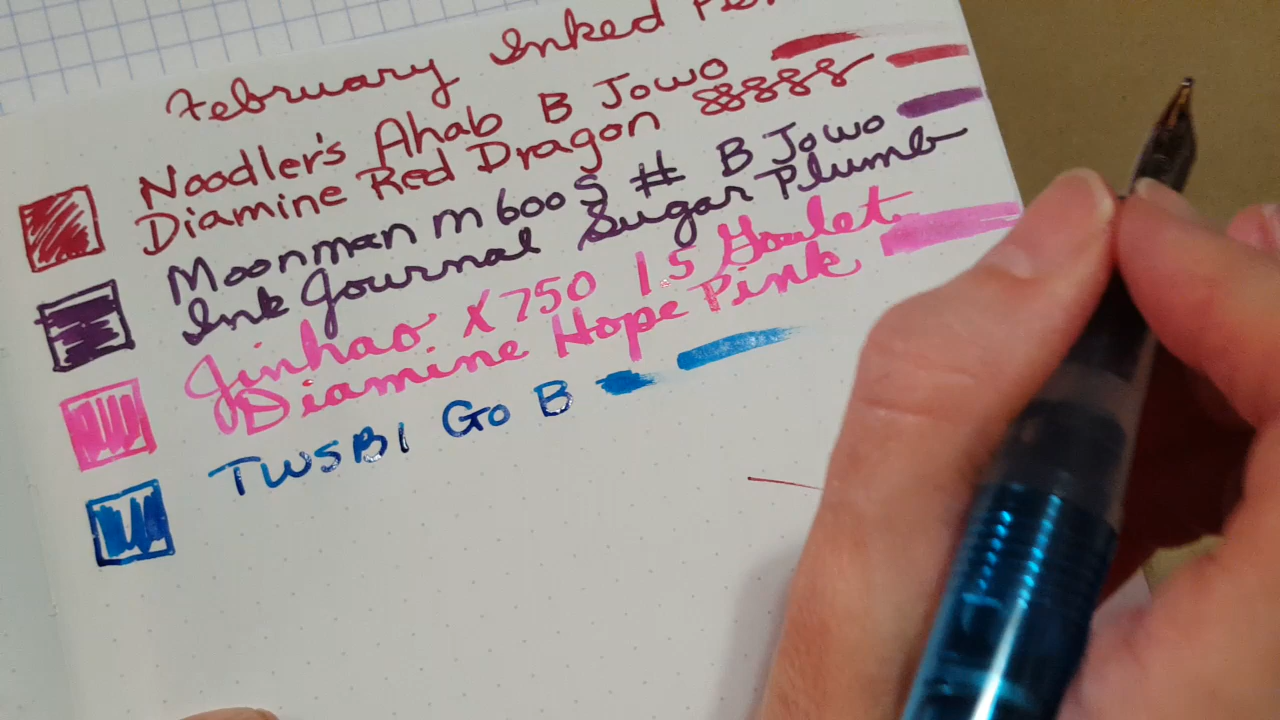 February Inked
Noodler's Ahab B Jowo
Diamine Red Dragon
Moonman m600S # B Jowo
Ink Journal Sugar Plumb
Jinhao X750 1.5 Goulet
Diamine Hope Pink
TWSBI Go B